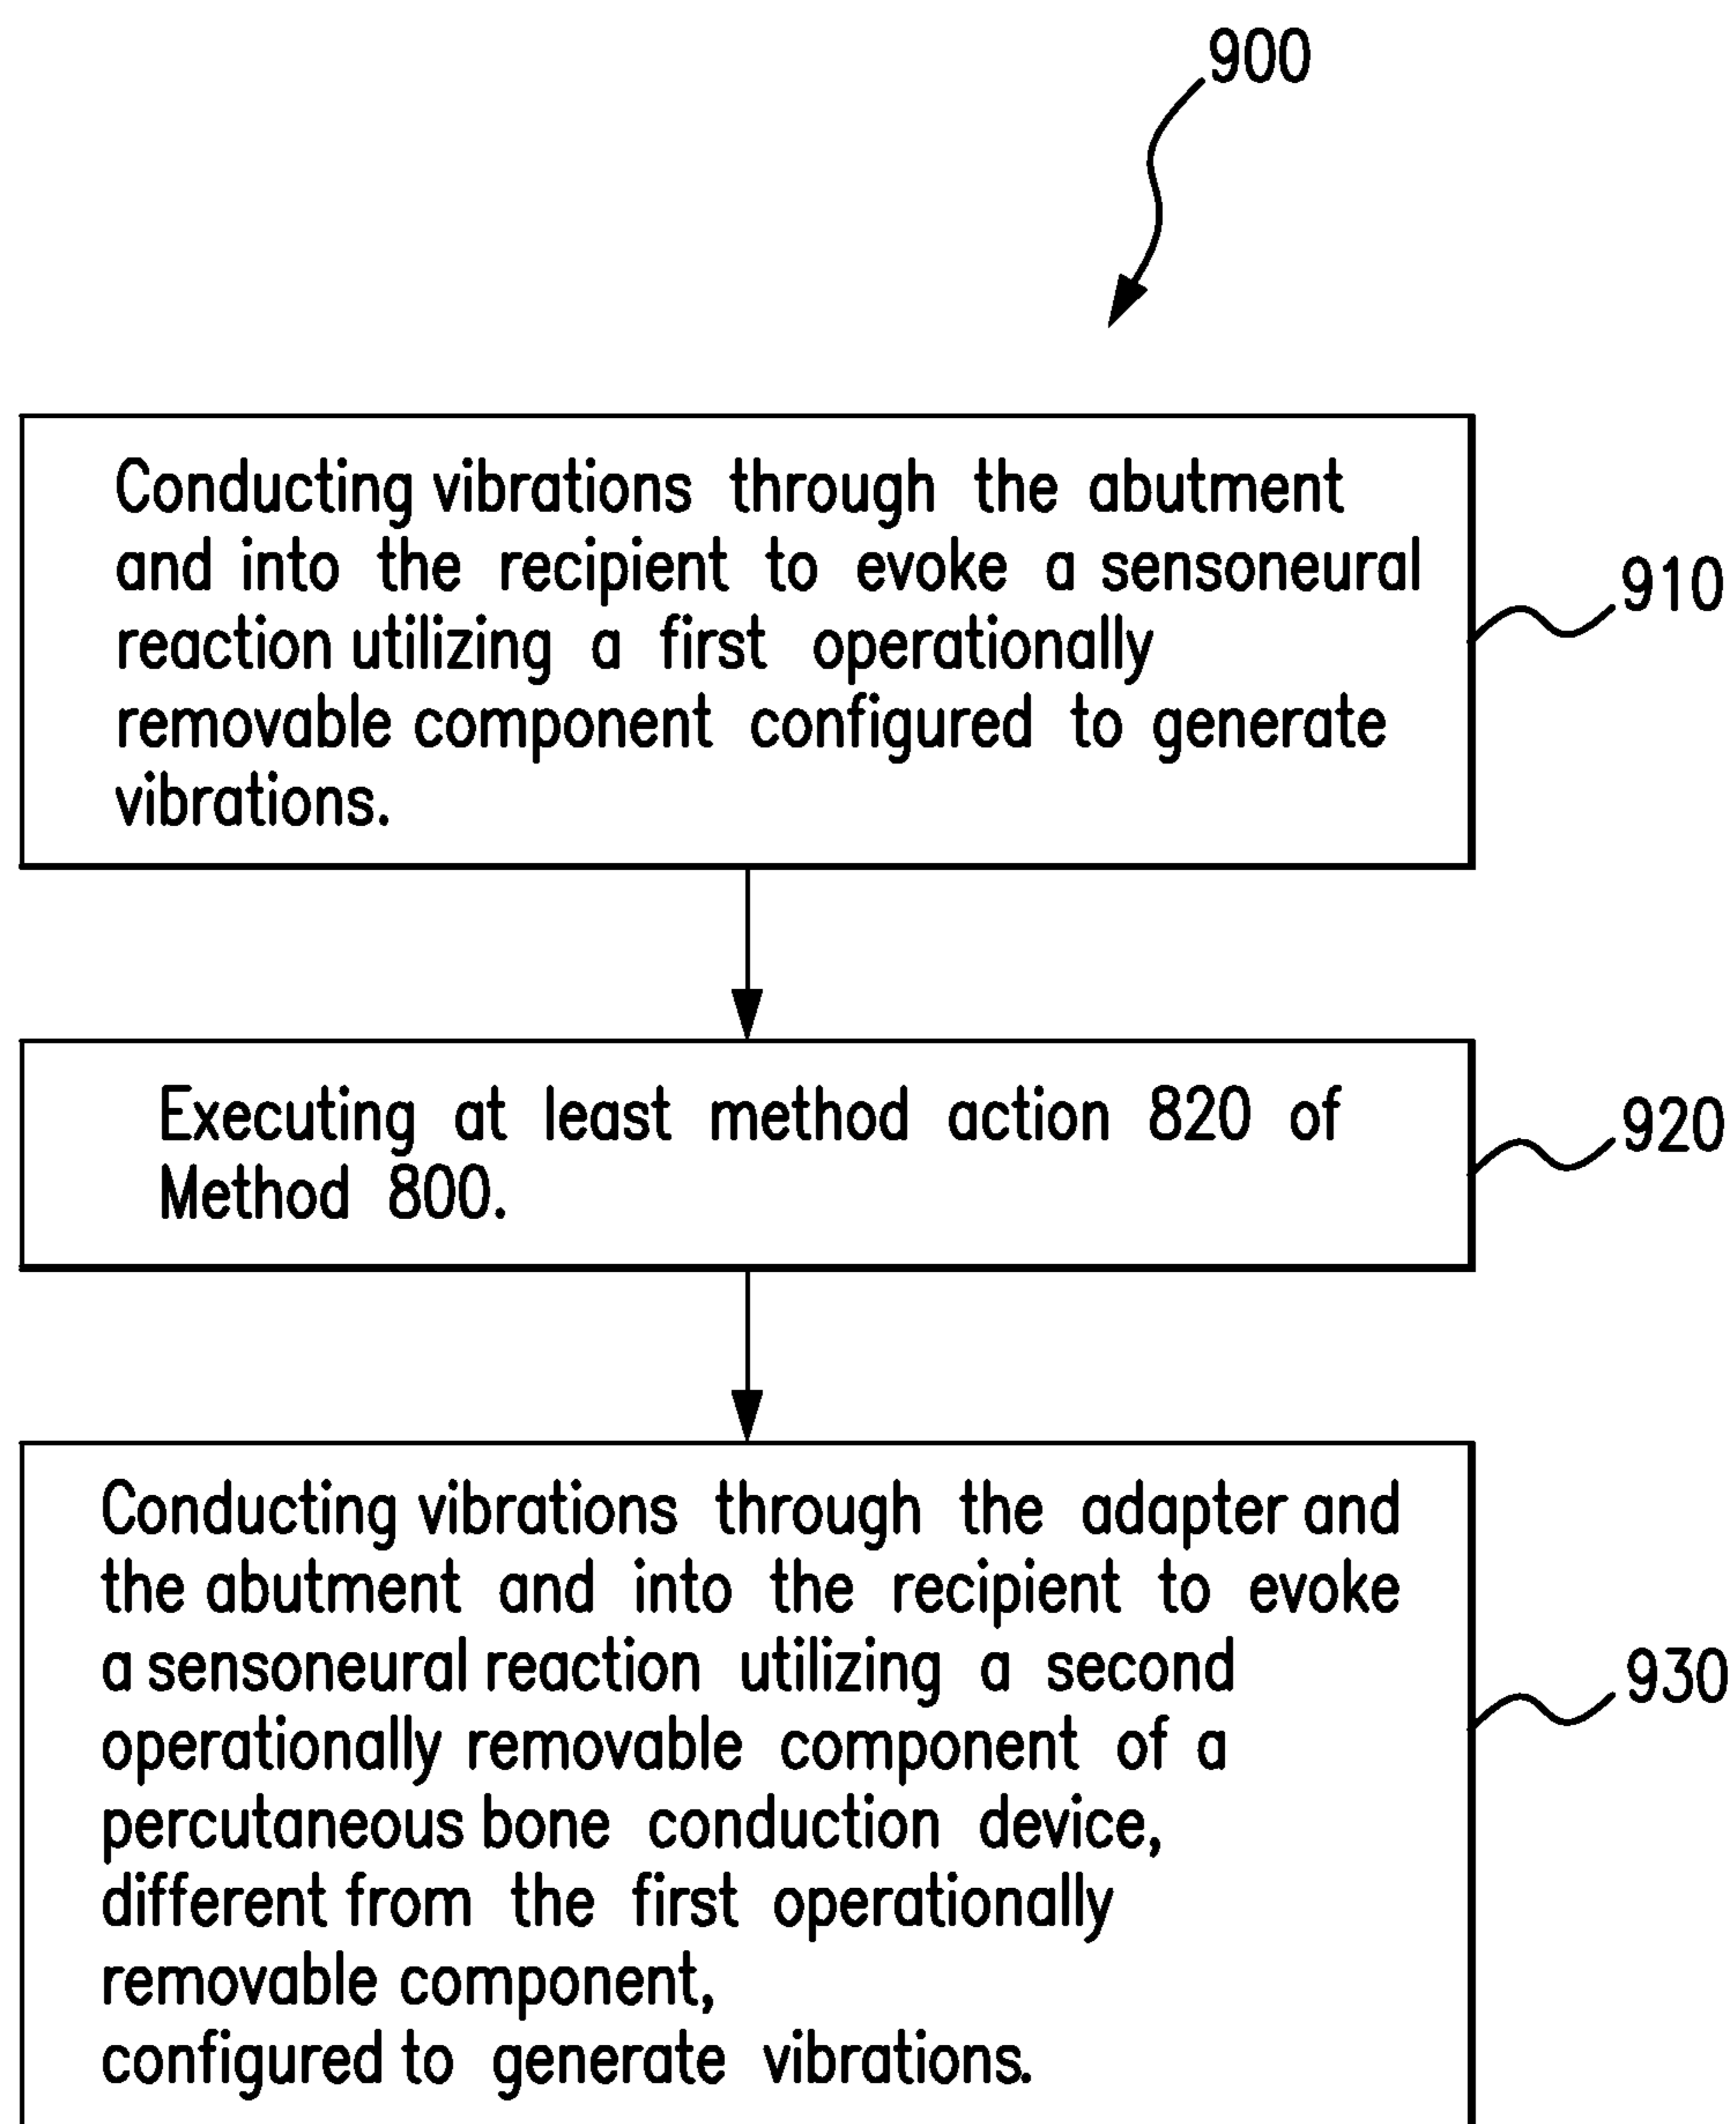 900
Conducting vibrations through the abutment
and into the recipient to evoke a sensoneural
reaction utilizing a first operationally
removable component configured to generate
vibrations.
910
Executing at least method action 820 of
Method 800.
920
Conducting vibrations through the adapter and
the abutment and into the recipient to evoke
a sensoneural reaction utilizing a second
operationally removable component of a
percutaneous bone conduction device,
different from the first operationally
removable component,
configured to generate vibrations.
930